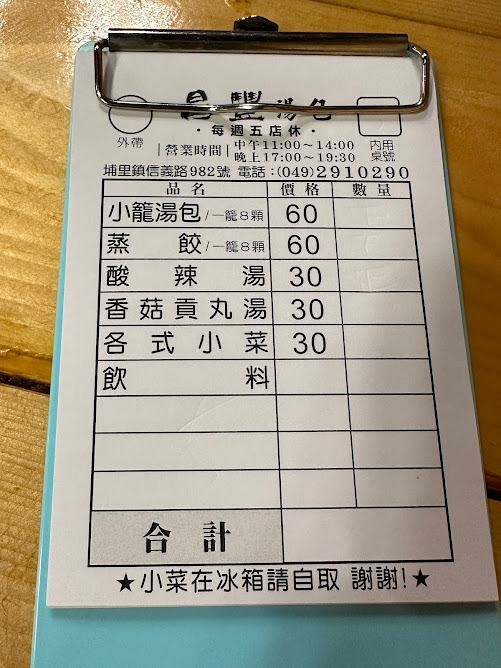 昌豐湯包
·每週五店休·
外帶
|營業時間|中午11:00~14:00
晚上17:00~19:30
內用
桌號
埔里鎮信義路982號 電話:(049)2910290
品名 價格 數量
小籠湯包/一籠8顆 60
蒸餃/一籠8顆 60
酸辣湯 30
香菇貢丸湯 30
各式小菜 30
飲料
合計
★小菜在冰箱請自取 謝謝!★